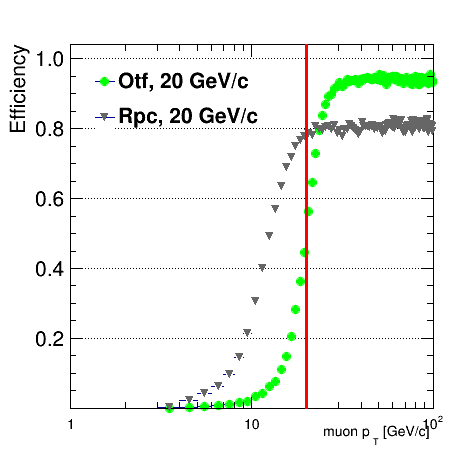 Efficiency
1.0
0.8
0.6
0.4
0.2
Otf, 20 GeV/c
Rpc, 20 GeV/c
1
10
10²
muon p_T [GeV/c]